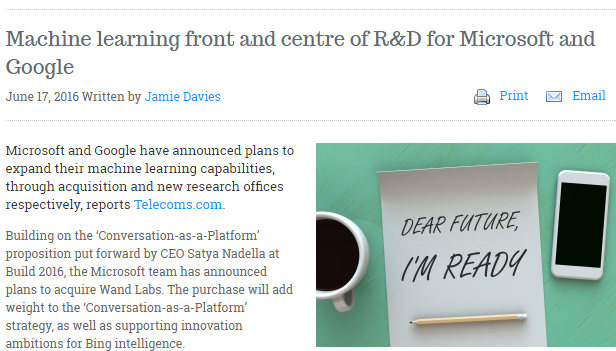 Machine learning front and centre of R&D for Microsoft and
Google
June 17, 2016 Written by Jamie Davies
Print
Email
Microsoft and Google have announced plans to
expand their machine learning capabilities,
through acquisition and new research offices
respectively, reports Telecoms.com.
Building on the ‘Conversation-as-a-Platform’
proposition put forward by CEO Satya Nadella at
Build 2016, the Microsoft team has announced
plans to acquire Wand Labs. The purchase will add
weight to the ‘Conversation-as-a-Platform’
strategy, as well as supporting innovation
ambitions for Bing intelligence.
DEAR FUTURE,
I'M READY